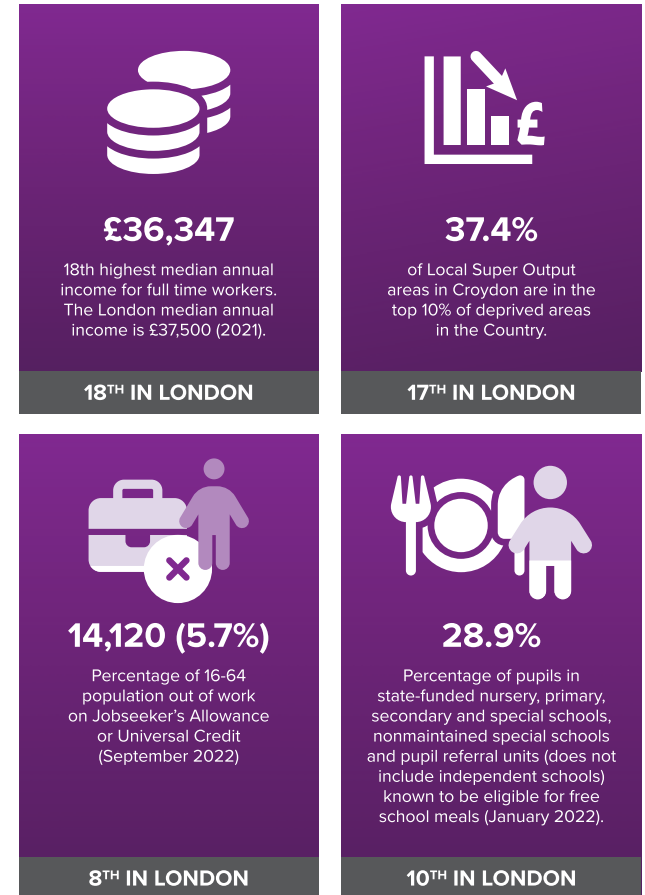 £36,347
18th highest median annual
income for full time workers.
The London median annual
income is £37,500 (2021).
18TH IN LONDON
£
37.4%
of Local Super Output
areas in Croydon are in the
top 10% of deprived areas
in the Country.
17TH IN LONDON
14,120 (5.7%)
Percentage of 16-64
population out of work
on Jobseeker's Allowance
or Universal Credit
(September 2022)
8TH IN LONDON
28.9%
Percentage of pupils in
state-funded nursery, primary,
secondary and special schools,
nonmaintained special schools
and pupil referral units (does not
include independent schools)
known to be eligible for free
school meals (January 2022).
10TH IN LONDON